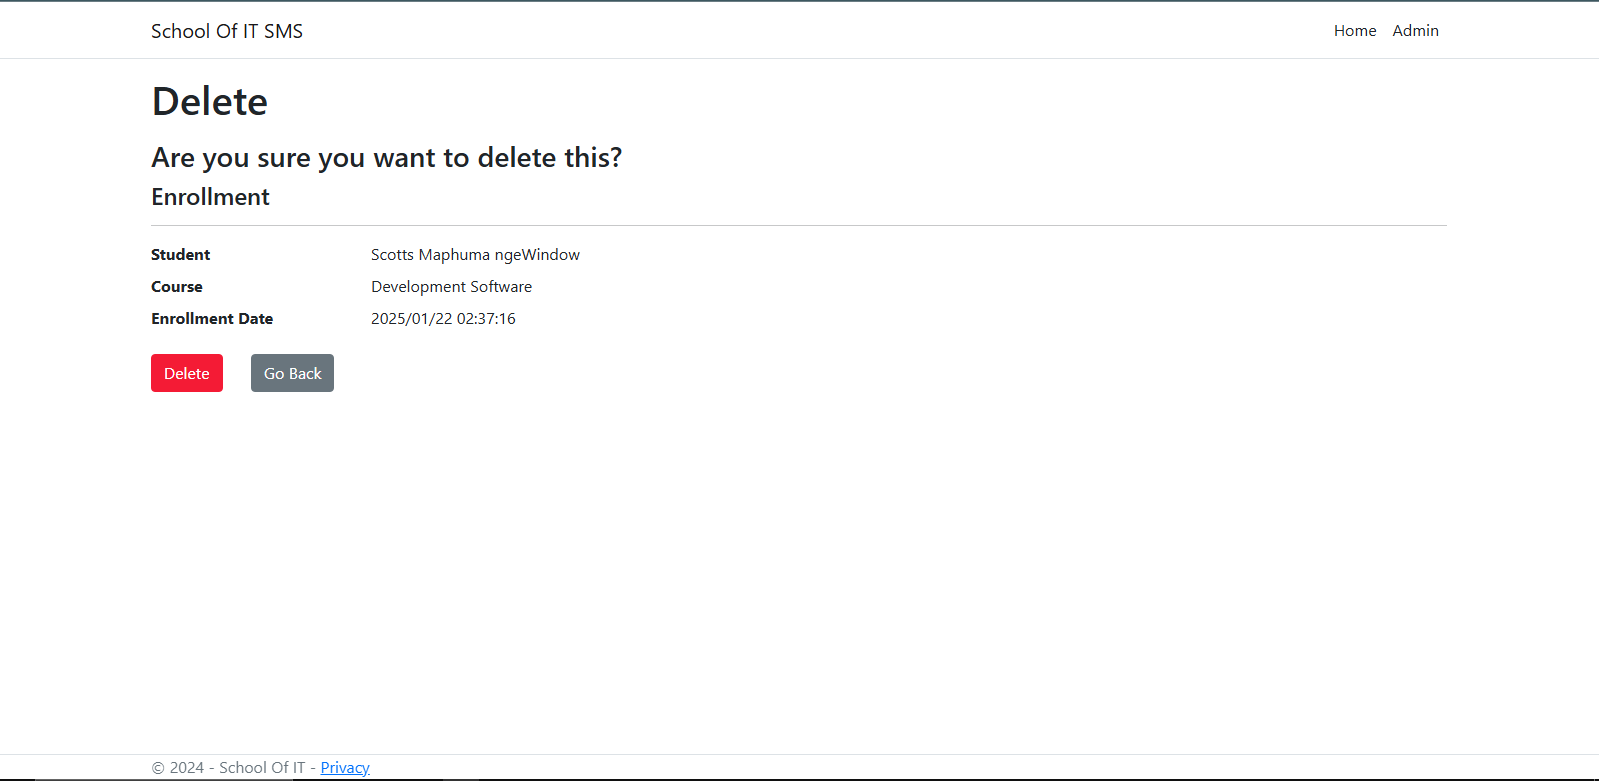 School Of IT SMS
Home Admin
Delete
Are you sure you want to delete this?
Enrollment
Student Scotts Maphuma ngeWindow
Course Development Software
Enrollment Date 2025/01/22 02:37:16
Delete Go Back
© 2024 - School Of IT - Privacy